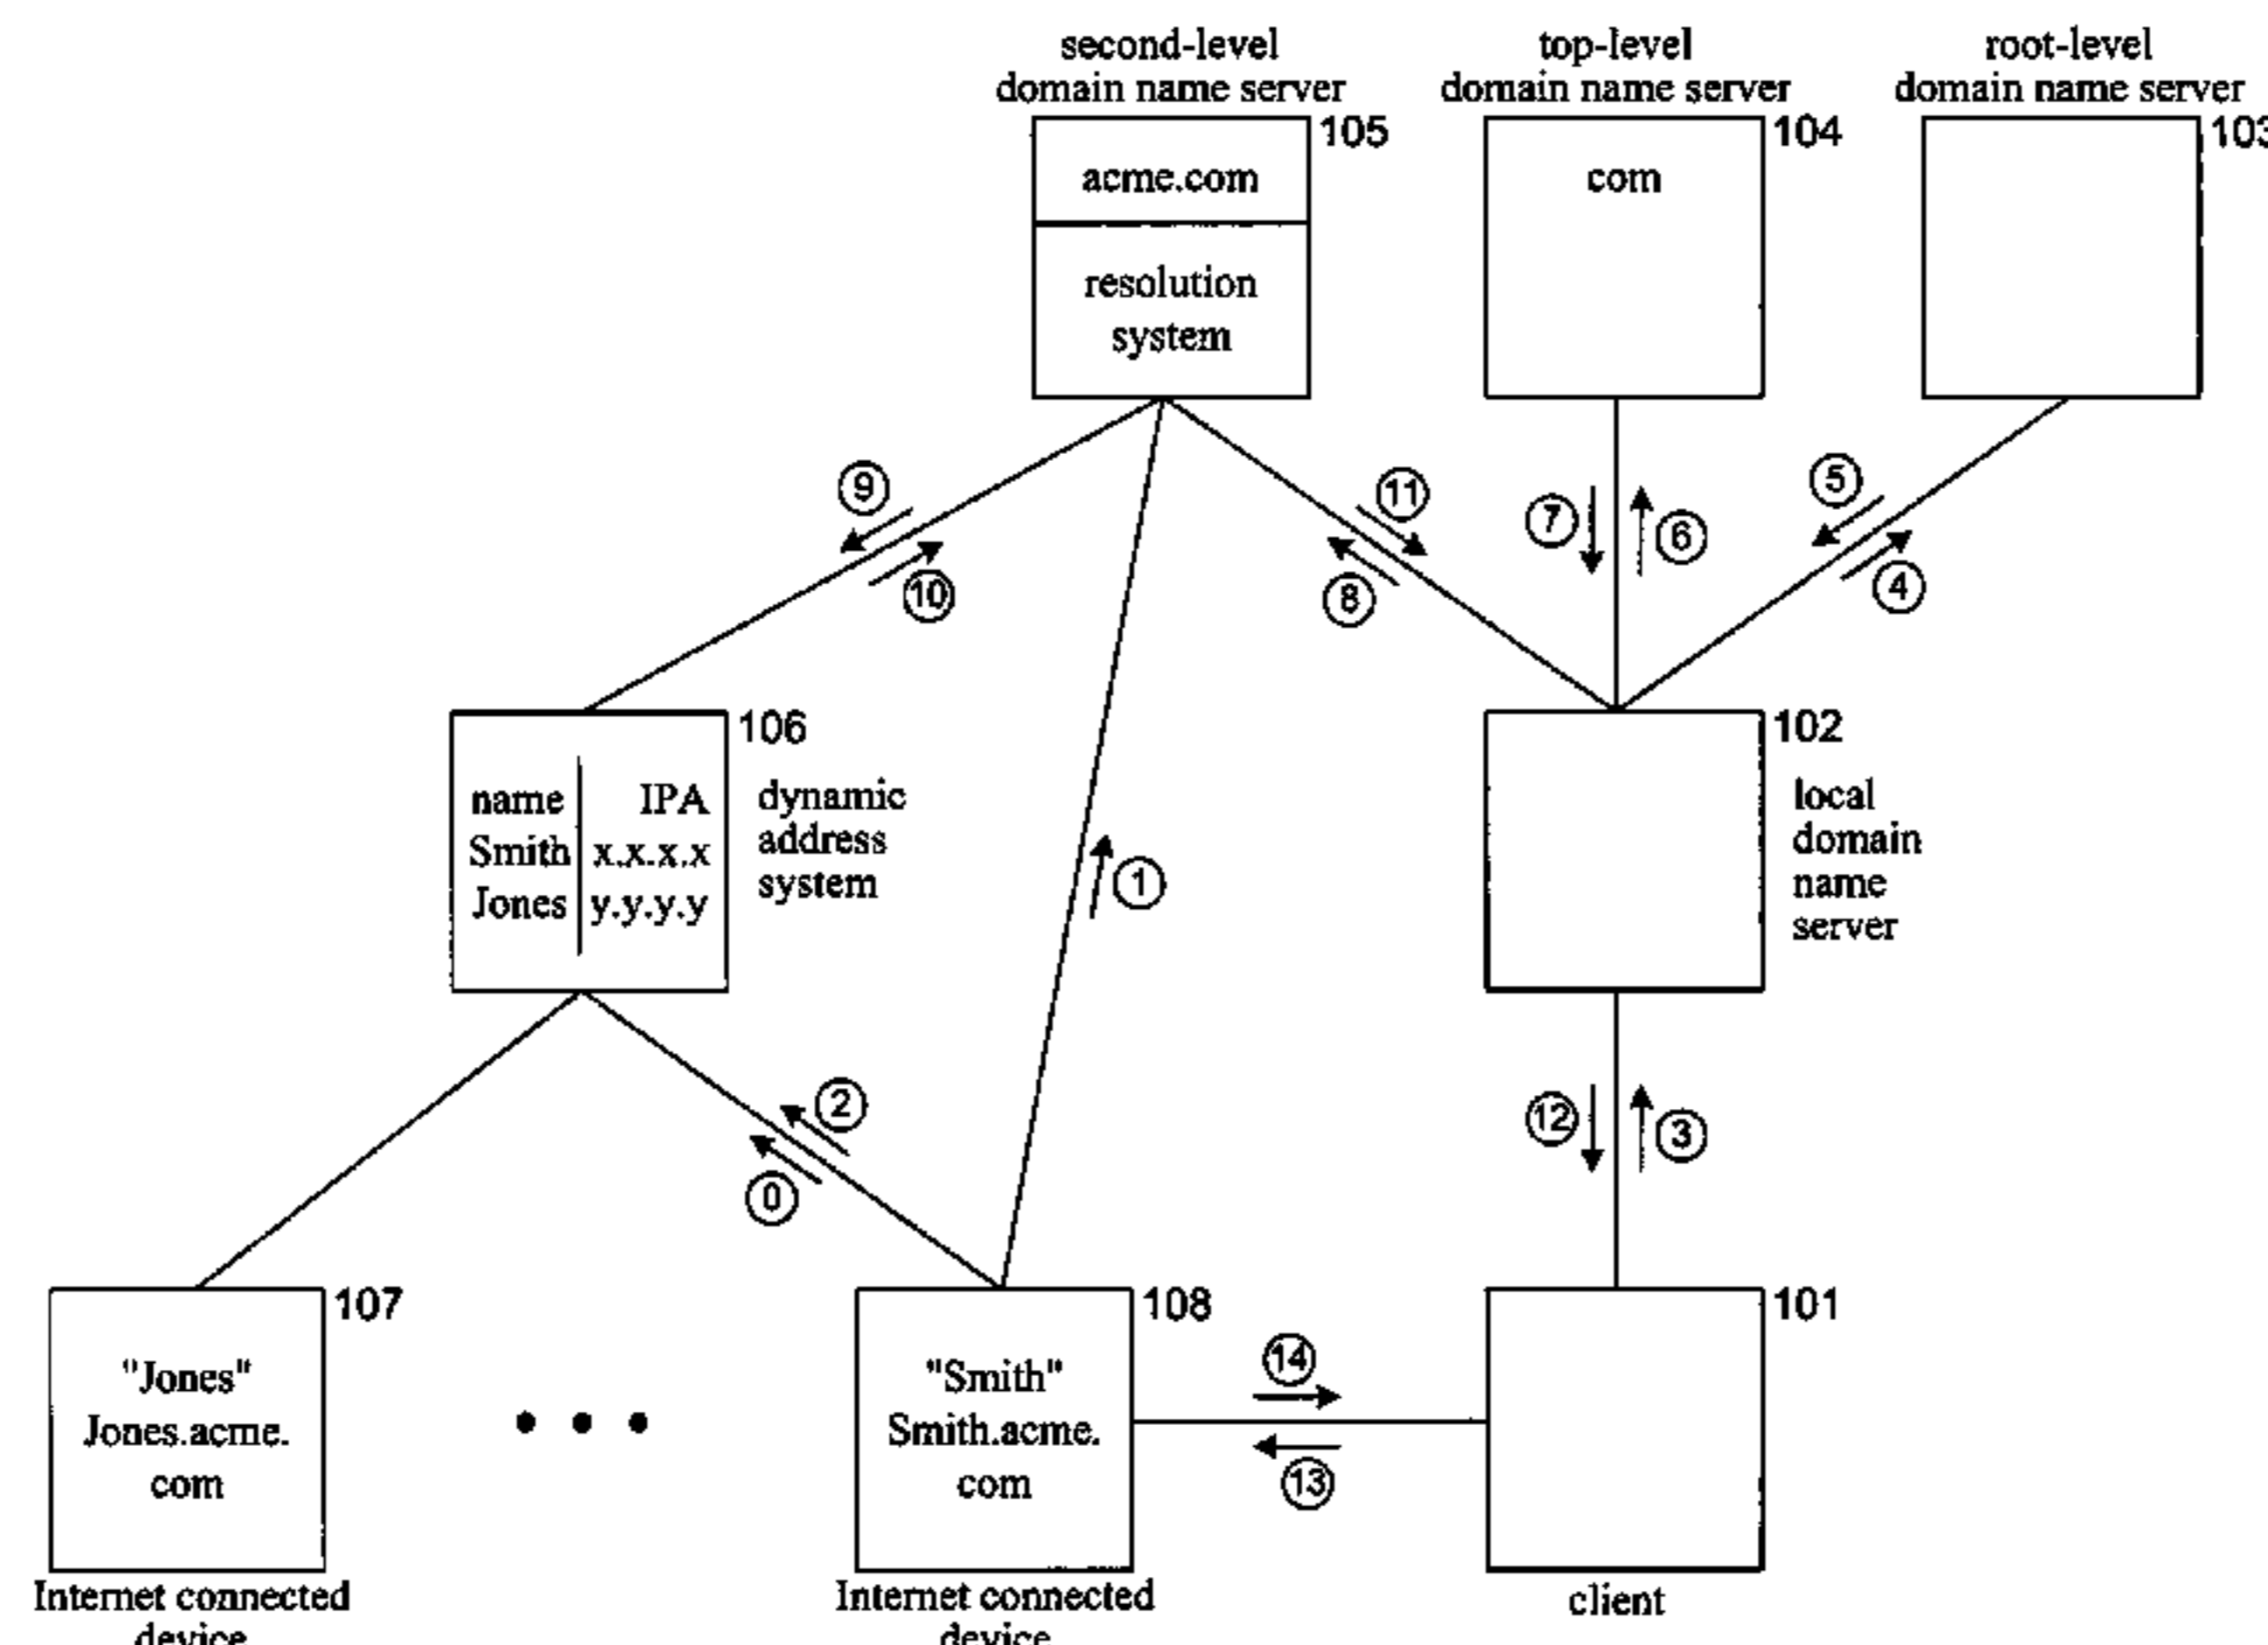 second-level
domain name server
top-level
domain name server
root-level
domain name server
105
104
103
acme.com
resolution
system
com
9
10
11
8
7
6
5
4
106
name IPA
Smith x.x.x.x
Jones y.y.y.y
dynamic
address
system
1
102
local
domain
name
server
2
0
12
3
107
"Jones"
Jones.acme.
com
Internet connected
device
108
"Smith"
Smith.acme.
com
Internet connected
device
14
13
101
client